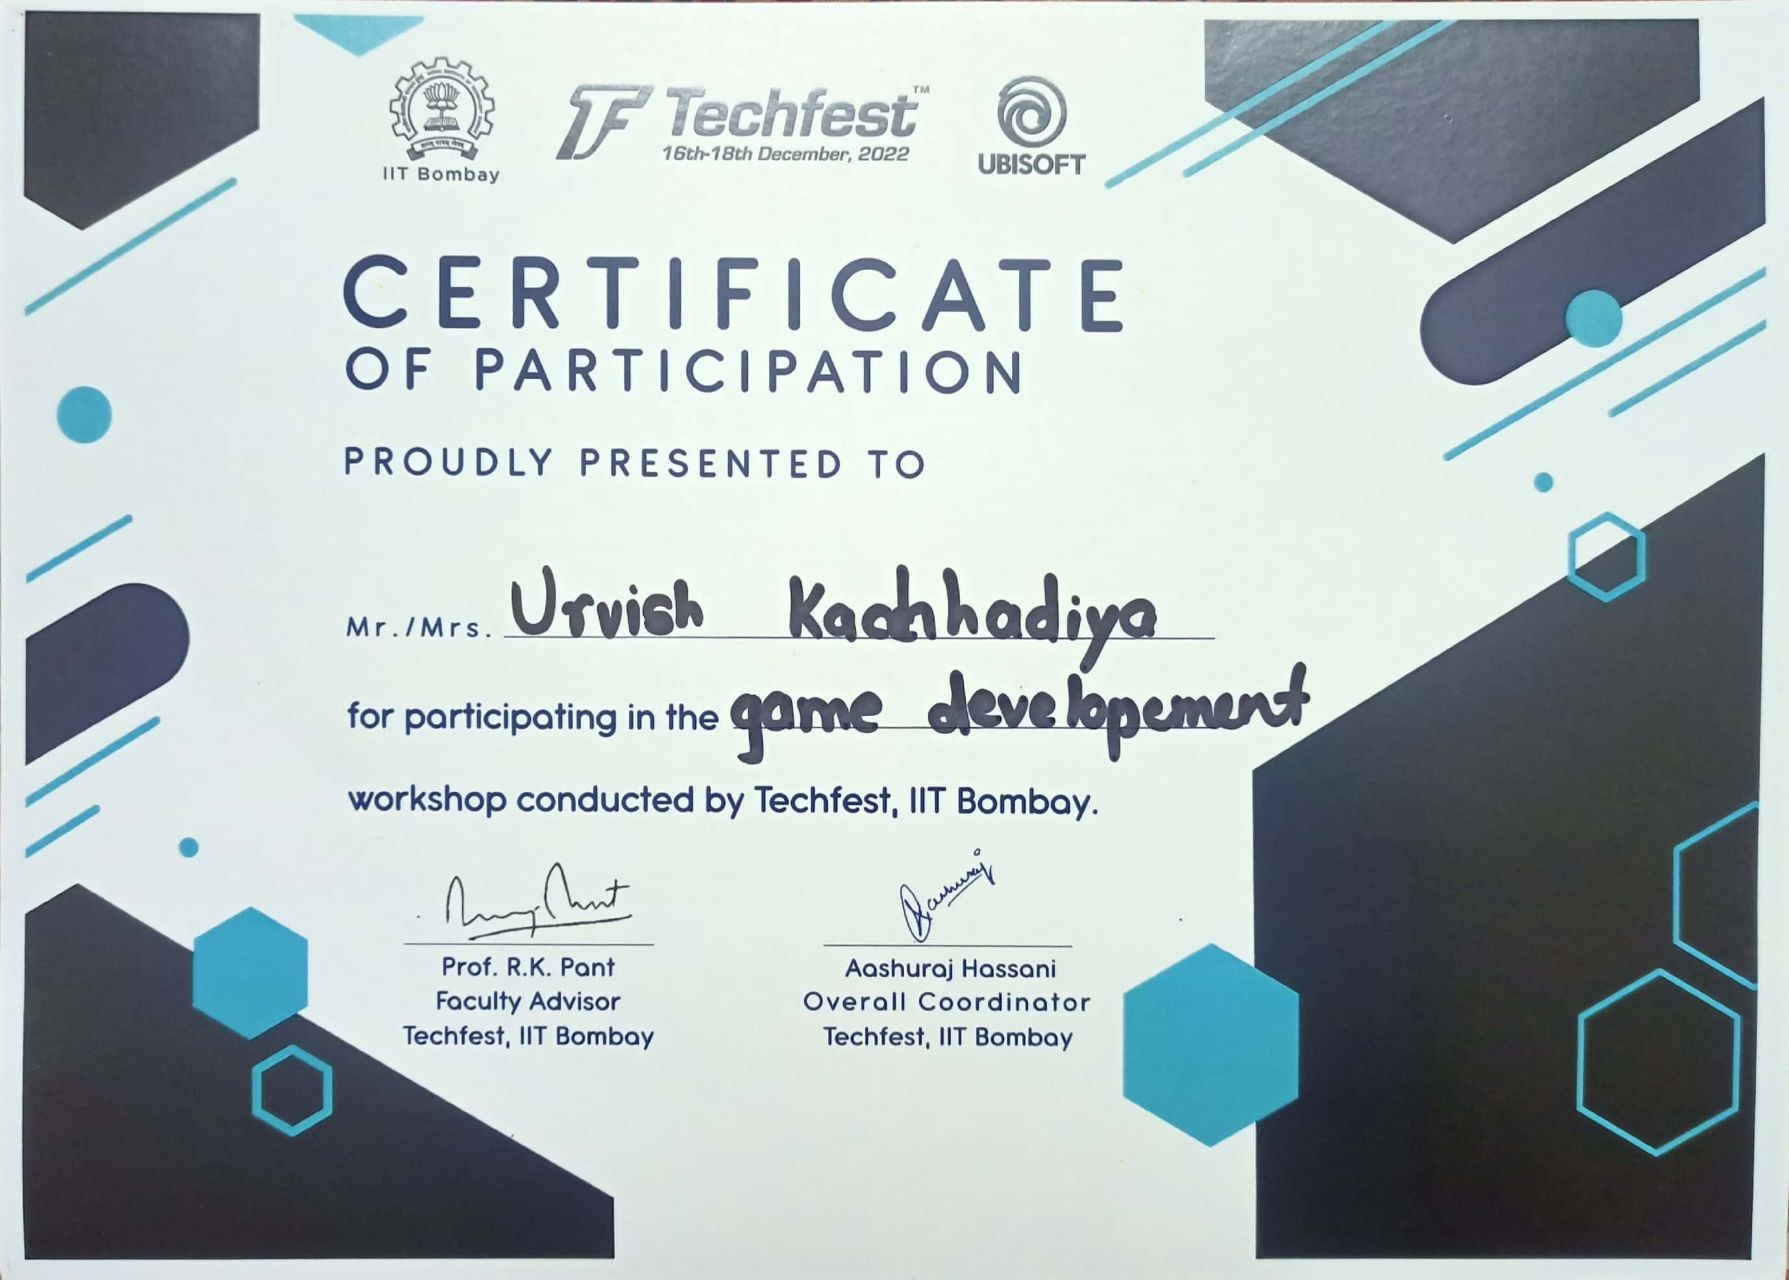 IIT Bombay
Techfest™
16th-18th December, 2022
UBISOFT
CERTIFICATE
OF PARTICIPATION
PROUDLY PRESENTED TO
Mr./Mrs. Urvish Kachhadiya
for participating in the game developement
workshop conducted by Techfest, IIT Bombay.
Prof. R.K. Pant
Faculty Advisor
Techfest, IIT Bombay
Aashuraj Hassani
Overall Coordinator
Techfest, IIT Bombay